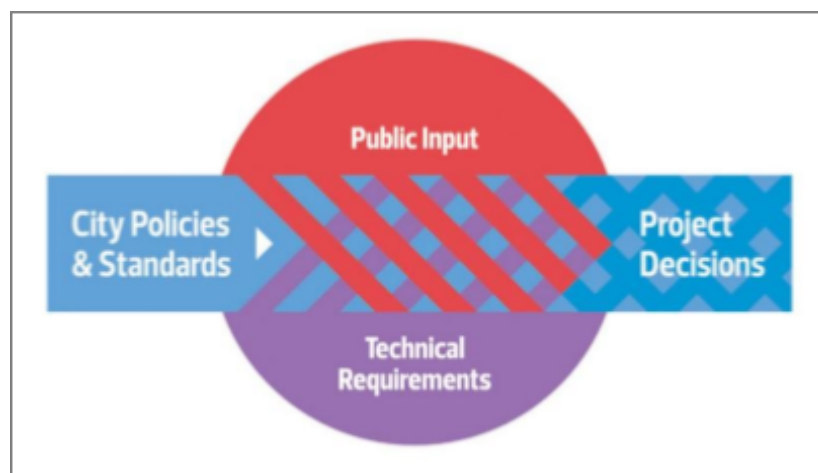 Public Input
City Policies
& Standards
Project
Decisions
Technical
Requirements